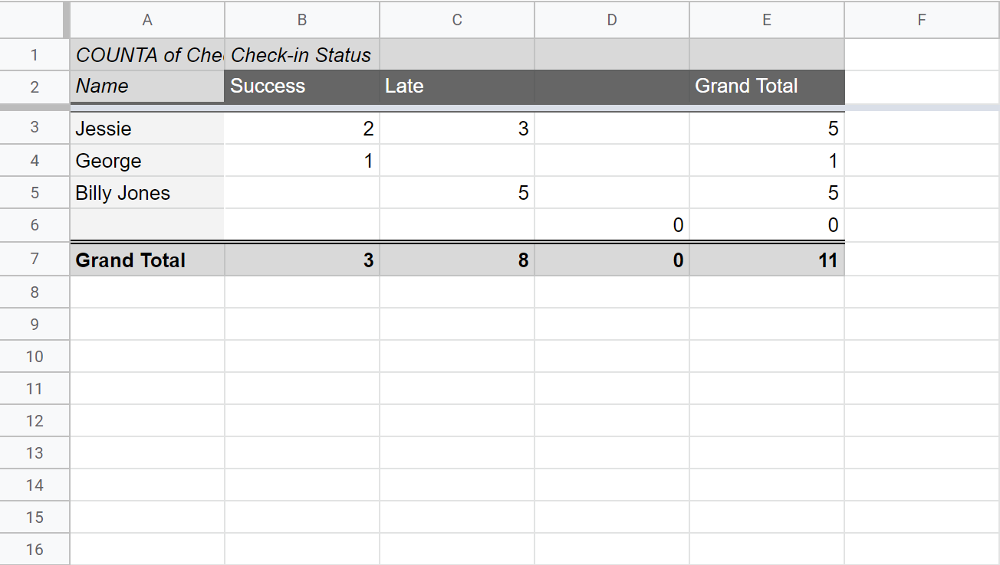 A B C D E F
1 COUNTA of Che Check-in Status
2 Name Success Late Grand Total
3 Jessie 2 3 5
4 George 1 1
5 Billy Jones 5 5
6 0 0
7 Grand Total 3 8 0 11
8
9
10
11
12
13
14
15
16